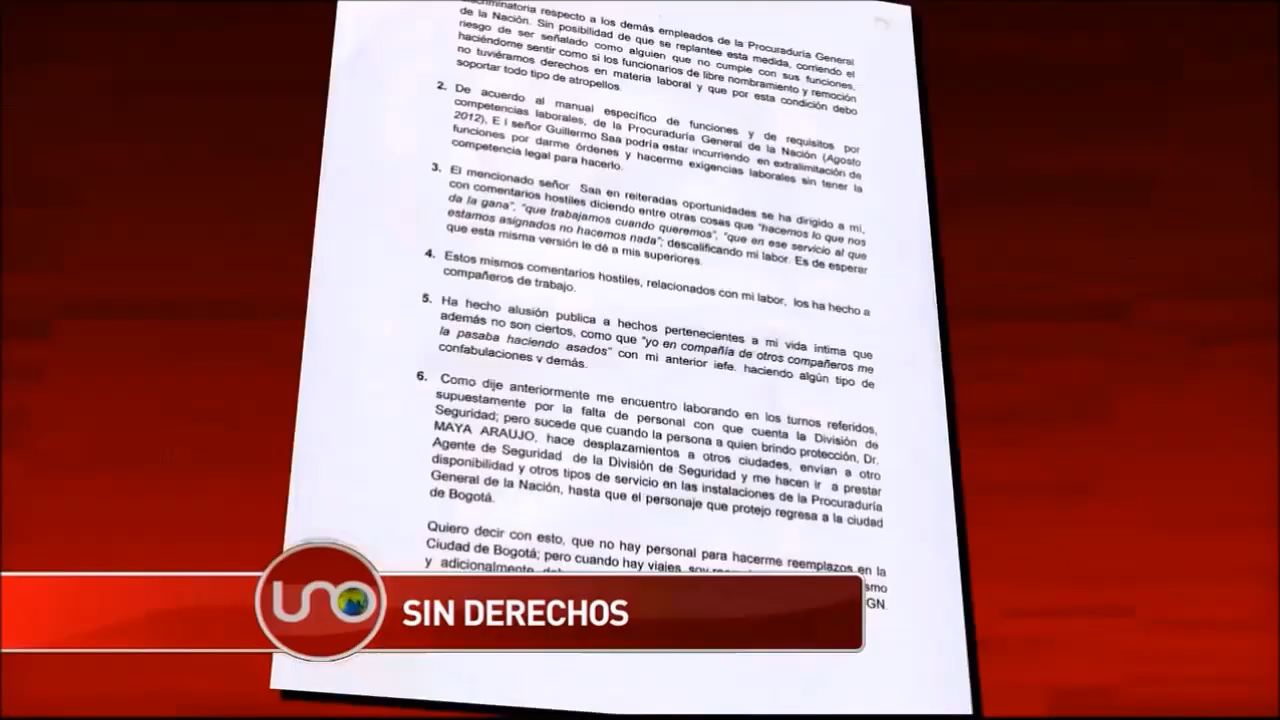 discriminatoria respecto a los demás empleados de la Procuraduría General
de la Nación. Sin posibilidad de que se replantee esta medida, corriendo el
riesgo de ser señalado como alguien que no cumple con sus funciones,
haciéndome sentir como si los funcionarios de libre nombramiento y remoción
no tuviéramos derechos en materia laboral y que por esta condición debo
soportar todo tipo de atropellos.
2. De acuerdo al manual específico de funciones y de requisitos por
competencias laborales, de la Procuraduría General de la Nación (Agosto
2012), E l señor Guillermo Saa podría estar incurriendo en extralimitación de
funciones por darme órdenes y hacerme exigencias laborales sin tener la
competencia legal para hacerlo.
3. El mencionado señor Saa en reiteradas oportunidades se ha dirigido a mi,
con comentarios hostiles diciendo entre otras cosas que "hacemos lo que nos
da la gana", "que trabajamos cuando queremos", "que en ese servicio al que
estamos asignados no hacemos nada"; descalificando mi labor. Es de esperar
que esta misma versión le dé a mis superiores.
4. Estos mismos comentarios hostiles, relacionados con mi labor, los ha hecho a
compañeros de trabajo.
5. Ha hecho alusión publica a hechos pertenecientes a mi vida íntima que
además no son ciertos, como que "yo en compañía de otros compañeros me
la pasaba haciendo asados" con mi anterior jefe, haciendo algún tipo de
confabulaciones y demás.
6. Como dije anteriormente me encuentro laborando en los turnos referidos,
supuestamente por la falta de personal con que cuenta la División de
Seguridad; pero sucede que cuando la persona a quien brindo protección, Dr.
MAYA ARAUJO, hace desplazamientos a otros ciudades, envían a otro
Agente de Seguridad de la División de Seguridad y me hacen ir a prestar
disponibilidad y otros tipos de servicio en las instalaciones de la Procuraduría
General de la Nación, hasta que el personaje que protejo regresa a la ciudad
de Bogotá.
Quiero decir con esto, que no hay personal para hacerme reemplazos en la
Ciudad de Bogotá; pero cuando hay viajes, soy
smo
y adicionalmente
GN.
UNO
SIN DERECHOS